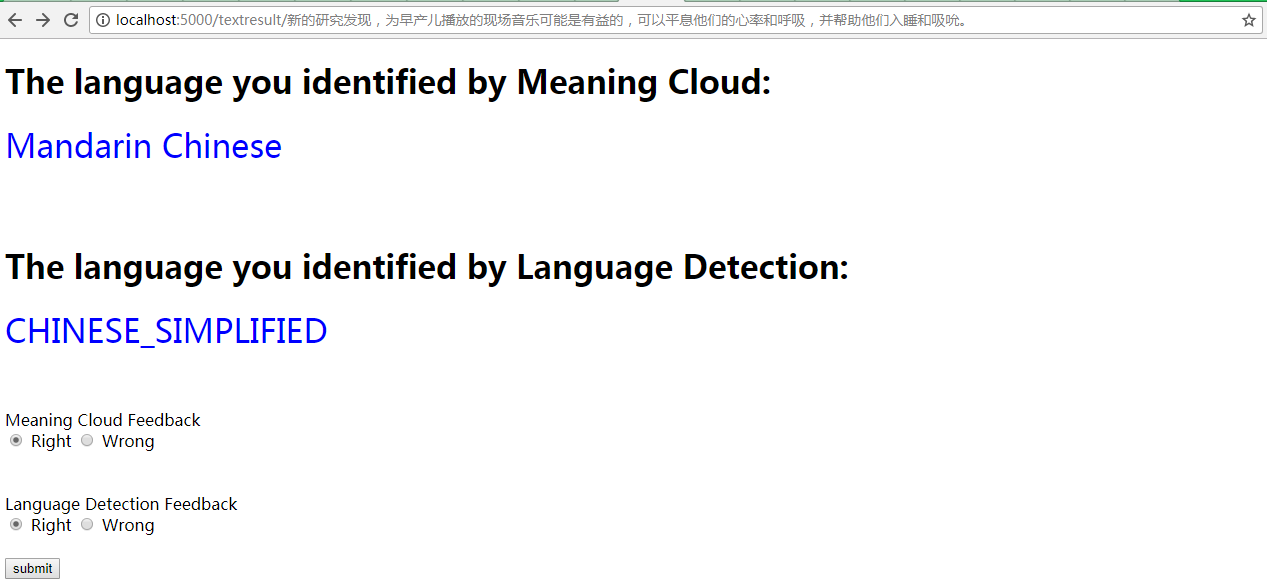 localhost:5000/textresult/新的研究发现，为早产儿播放的现场音乐可能是有益的，可以平息他们的心率和呼吸，并帮助他们入睡和吸吮。
The language you identified by Meaning Cloud:
Mandarin Chinese
The language you identified by Language Detection:
CHINESE_SIMPLIFIED
Meaning Cloud Feedback
Right Wrong
Language Detection Feedback
Right Wrong
submit